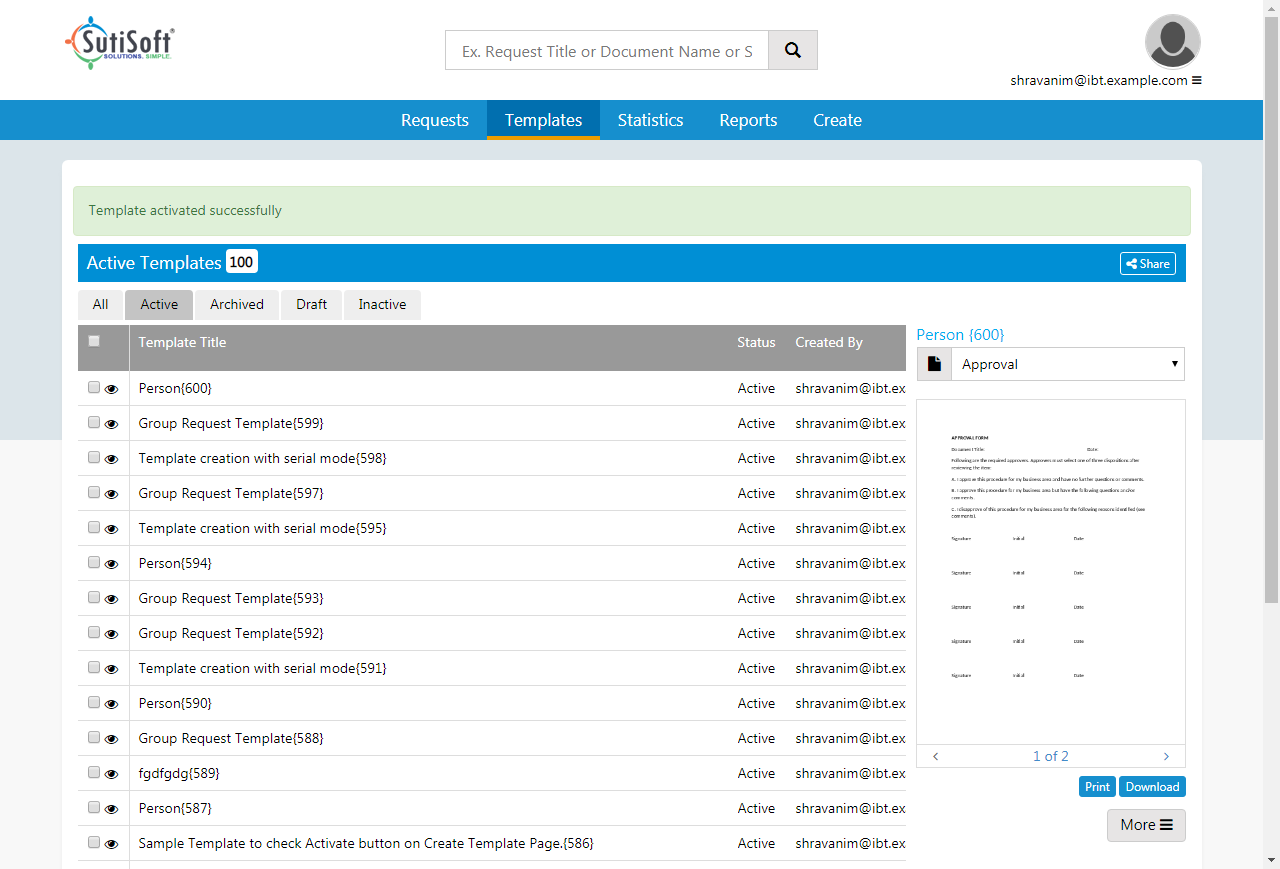 SutiSoft®
SOLUTIONS. SIMPLE.
Ex. Request Title or Document Name or S
shravanim@ibt.example.com
Requests Templates Statistics Reports Create
Template activated successfully
Active Templates 100
Share
All Active Archived Draft Inactive
Template Title Status Created By
Person{600} Active shravanim@ibt.ex
Group Request Template{599} Active shravanim@ibt.ex
Template creation with serial mode{598} Active shravanim@ibt.ex
Group Request Template{597} Active shravanim@ibt.ex
Template creation with serial mode{595} Active shravanim@ibt.ex
Person{594} Active shravanim@ibt.ex
Group Request Template{593} Active shravanim@ibt.ex
Group Request Template{592} Active shravanim@ibt.ex
Template creation with serial mode{591} Active shravanim@ibt.ex
Person{590} Active shravanim@ibt.ex
Group Request Template{588} Active shravanim@ibt.ex
fgdfgdg{589} Active shravanim@ibt.ex
Person{587} Active shravanim@ibt.ex
Sample Template to check Activate button on Create Template Page.{586} Active shravanim@ibt.ex
Person {600}
Approval
APPROVAL FORM
Document Title: Date:
Following are the required approvers. Approvers must select one of three dispositions after
reviewing the item:
A. I approve this procedure for my business area and have no further questions or comments.
B. I approve this procedure for my business area but have the following questions and/or
comments.
C. I disapprove of this procedure for my business area for the following reasons identified (see
comments).
Signature Initial Date
Signature Initial Date
Signature Initial Date
Signature Initial Date
Signature Initial Date
1 of 2
Print Download
More